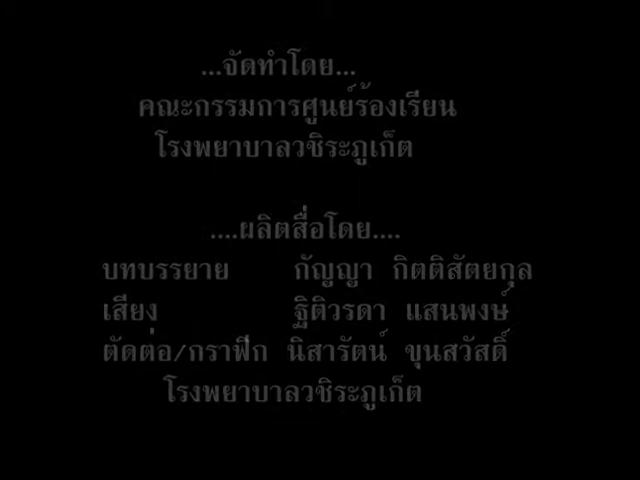 ...จัดทำโดย...
คณะกรรมการศูนย์ร้องเรียน
โรงพยาบาลวชิระภูเก็ต
....ผลิตสื่อโดย....
บทบรรยาย กัญญา กิตติสัตยกุล
เสียง ฐิติวรดา แสนพงษ์
ตัดต่อ/กราฟิก นิสารัตน์ ขุนสวัสดิ์
โรงพยาบาลวชิระภูเก็ต